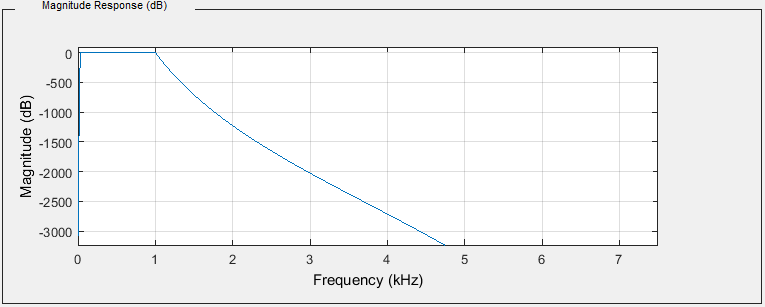 Magnitude Response (dB)
0
-500
-1000
-1500
-2000
-2500
-3000
Magnitude (dB)
0 1 2 3 4 5 6 7
Frequency (kHz)